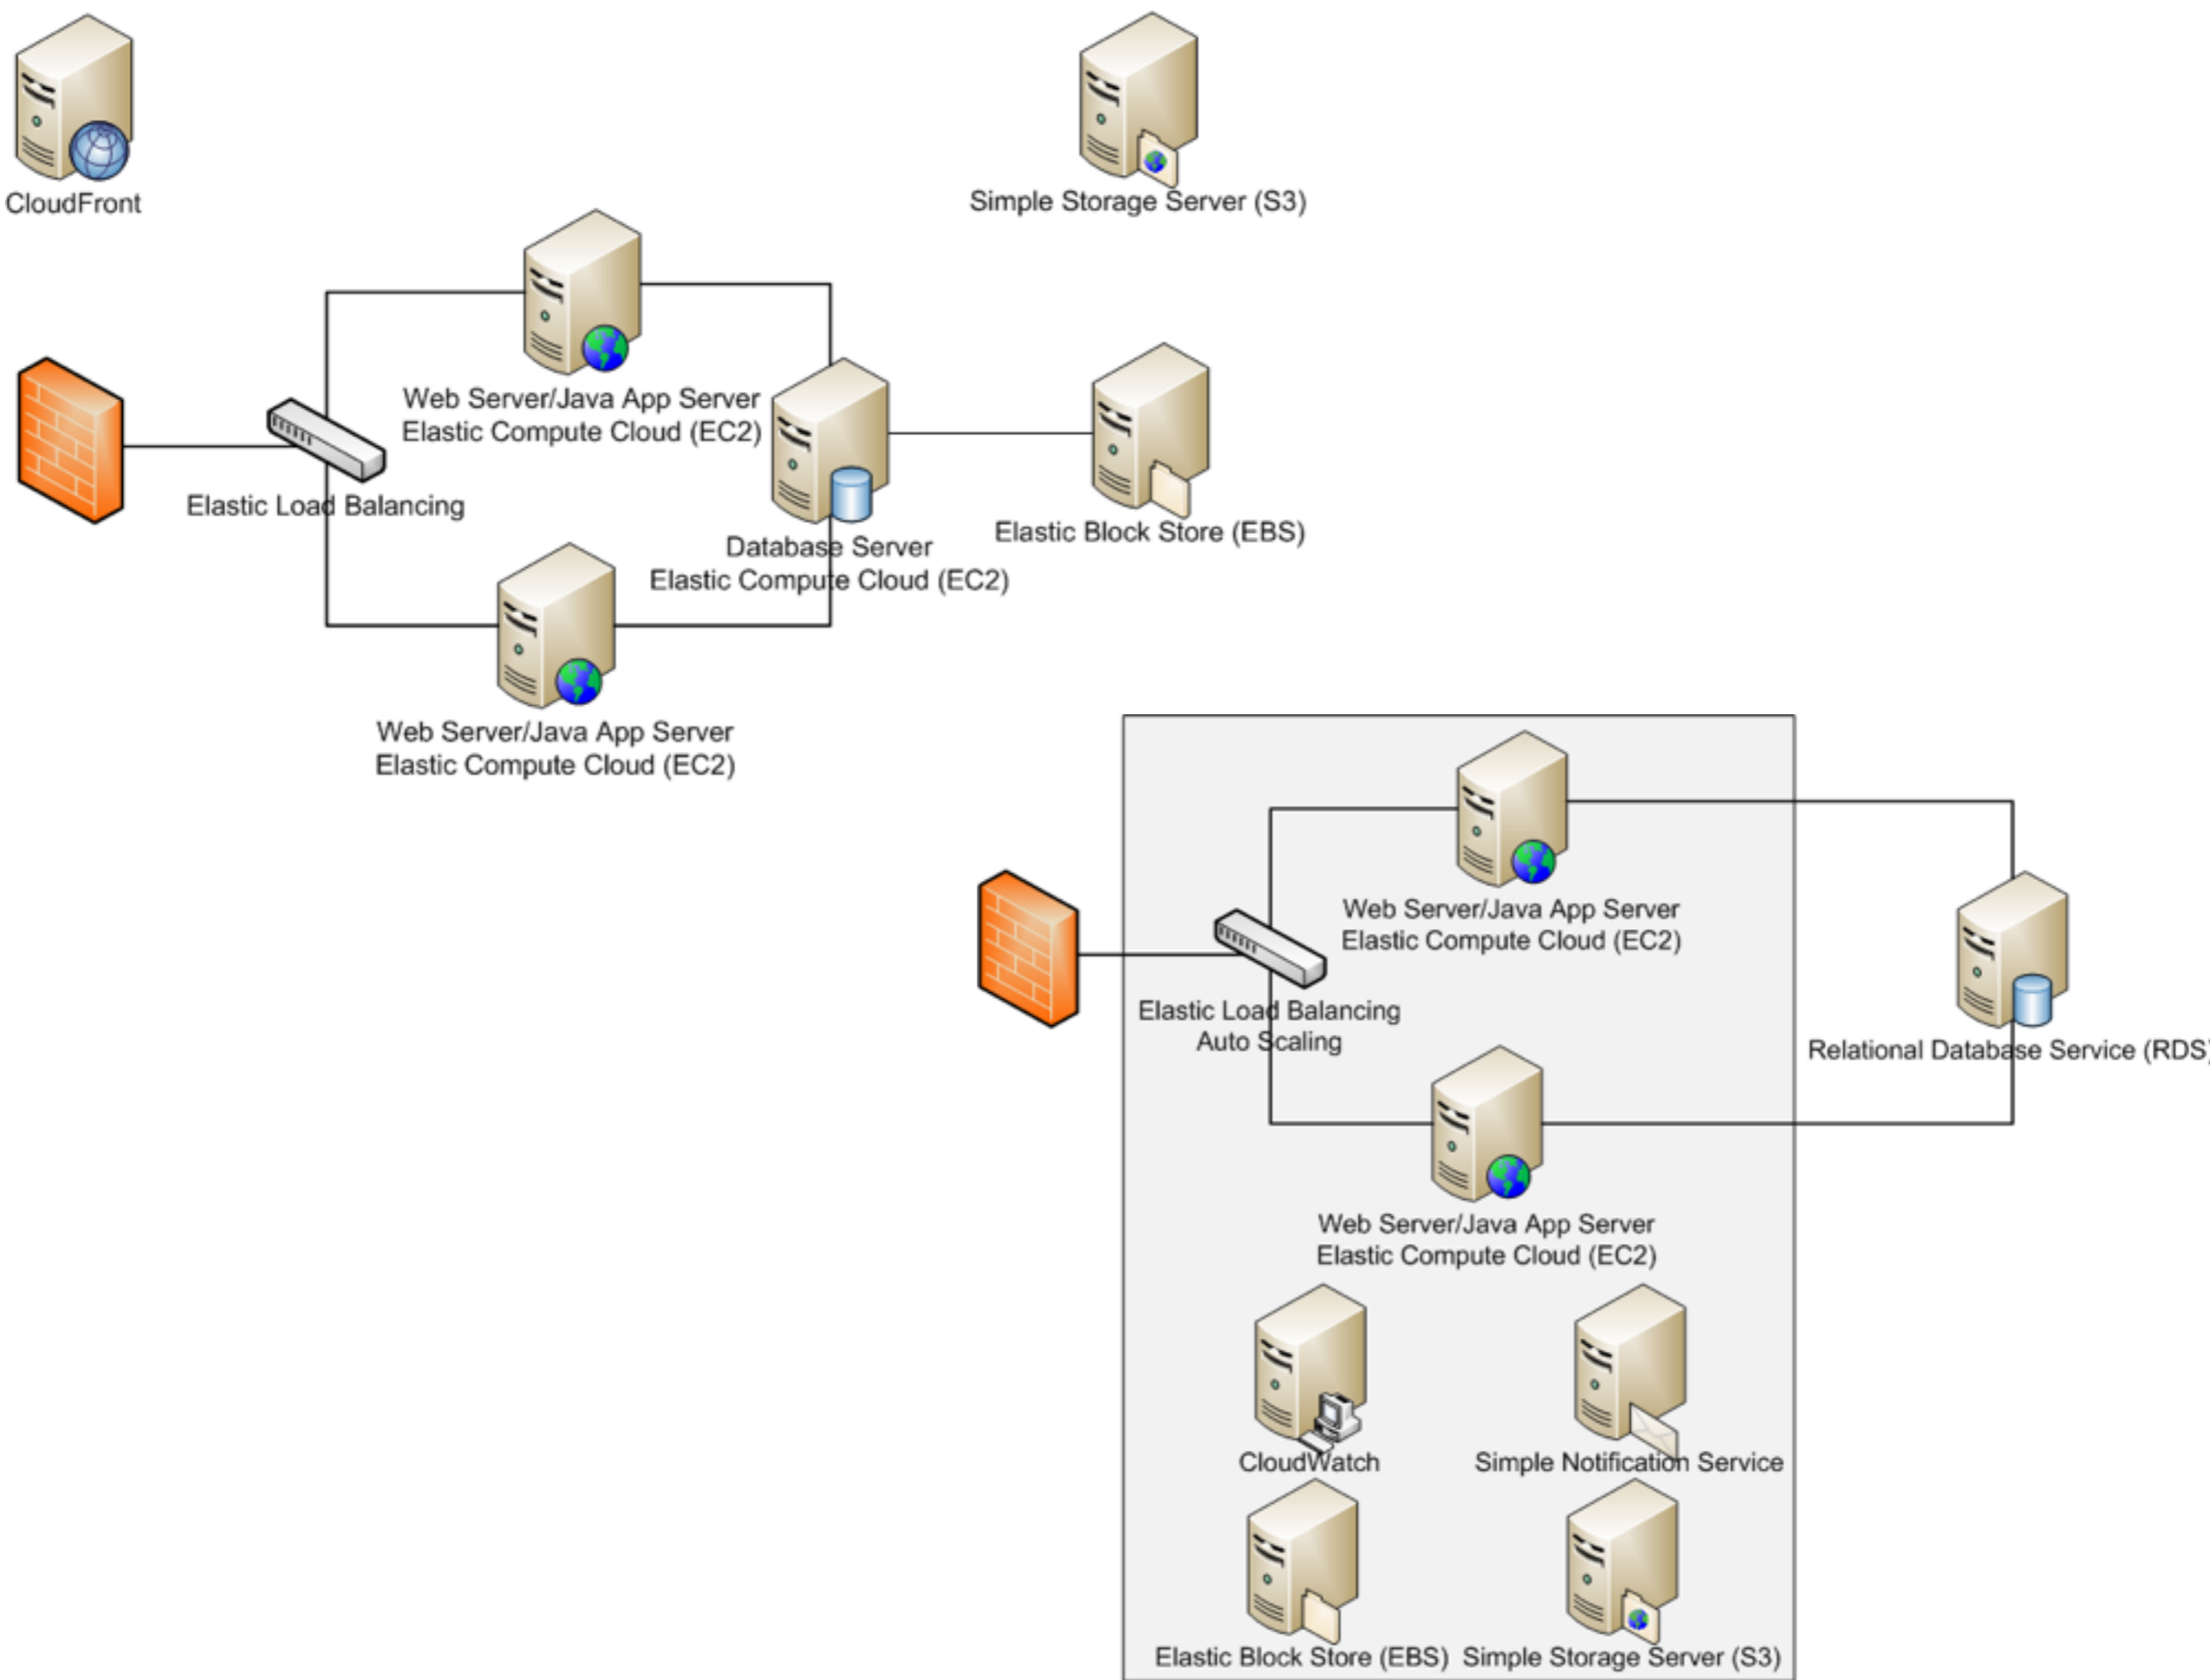 CloudFront
Simple Storage Server (S3)
Web Server/Java App Server
Elastic Compute Cloud (EC2)
Elastic Load Balancing
Elastic Block Store (EBS)
Database Server
Elastic Compute Cloud (EC2)
Web Server/Java App Server
Elastic Compute Cloud (EC2)
Web Server/Java App Server
Elastic Compute Cloud (EC2)
Elastic Load Balancing
Auto Scaling
Relational Database Service (RDS)
Web Server/Java App Server
Elastic Compute Cloud (EC2)
CloudWatch
Simple Notification Service
Elastic Block Store (EBS)
Simple Storage Server (S3)